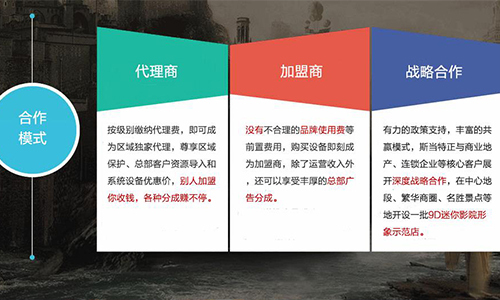 合作
模式
代理商
按级别缴纳代理费，即可成
为区域独家代理，尊享区域
保护、总部客户资源导入和
系统设备优惠价，别人加盟
你收钱，各种分成赚不停。
加盟商
没有不合理的品牌使用费等
前置费用，购买设备即刻成
为加盟商，除了运营收入外
，还可以享受丰厚的总部广
告分成。
战略合作
有力的政策支持，丰富的共
赢模式，斯当特正与商业地
产、连锁企业等核心客户展
开深度战略合作，在中心地
段、繁华商圈、名胜景点等
地开设一批9D迷你影院形
象示范店。